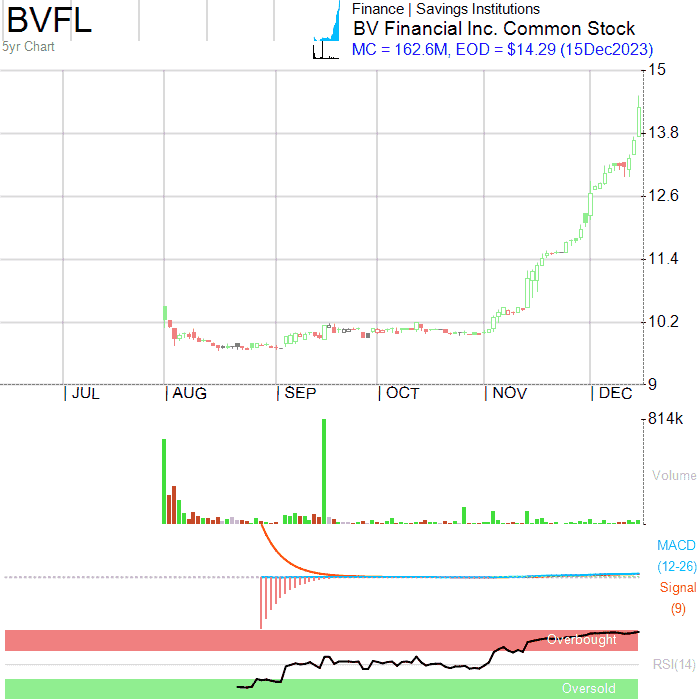 BVFL
5yr Chart
Finance | Savings Institutions
BV Financial Inc. Common Stock
MC = 162.6M, EOD = $14.29 (15Dec2023)
15
13.8
12.6
11.4
10.2
9
| JUL | AUG | SEP | OCT | NOV | DEC
814k
Volume
MACD
(12-26)
Signal
(9)
Overbought
RSI(14)
Oversold